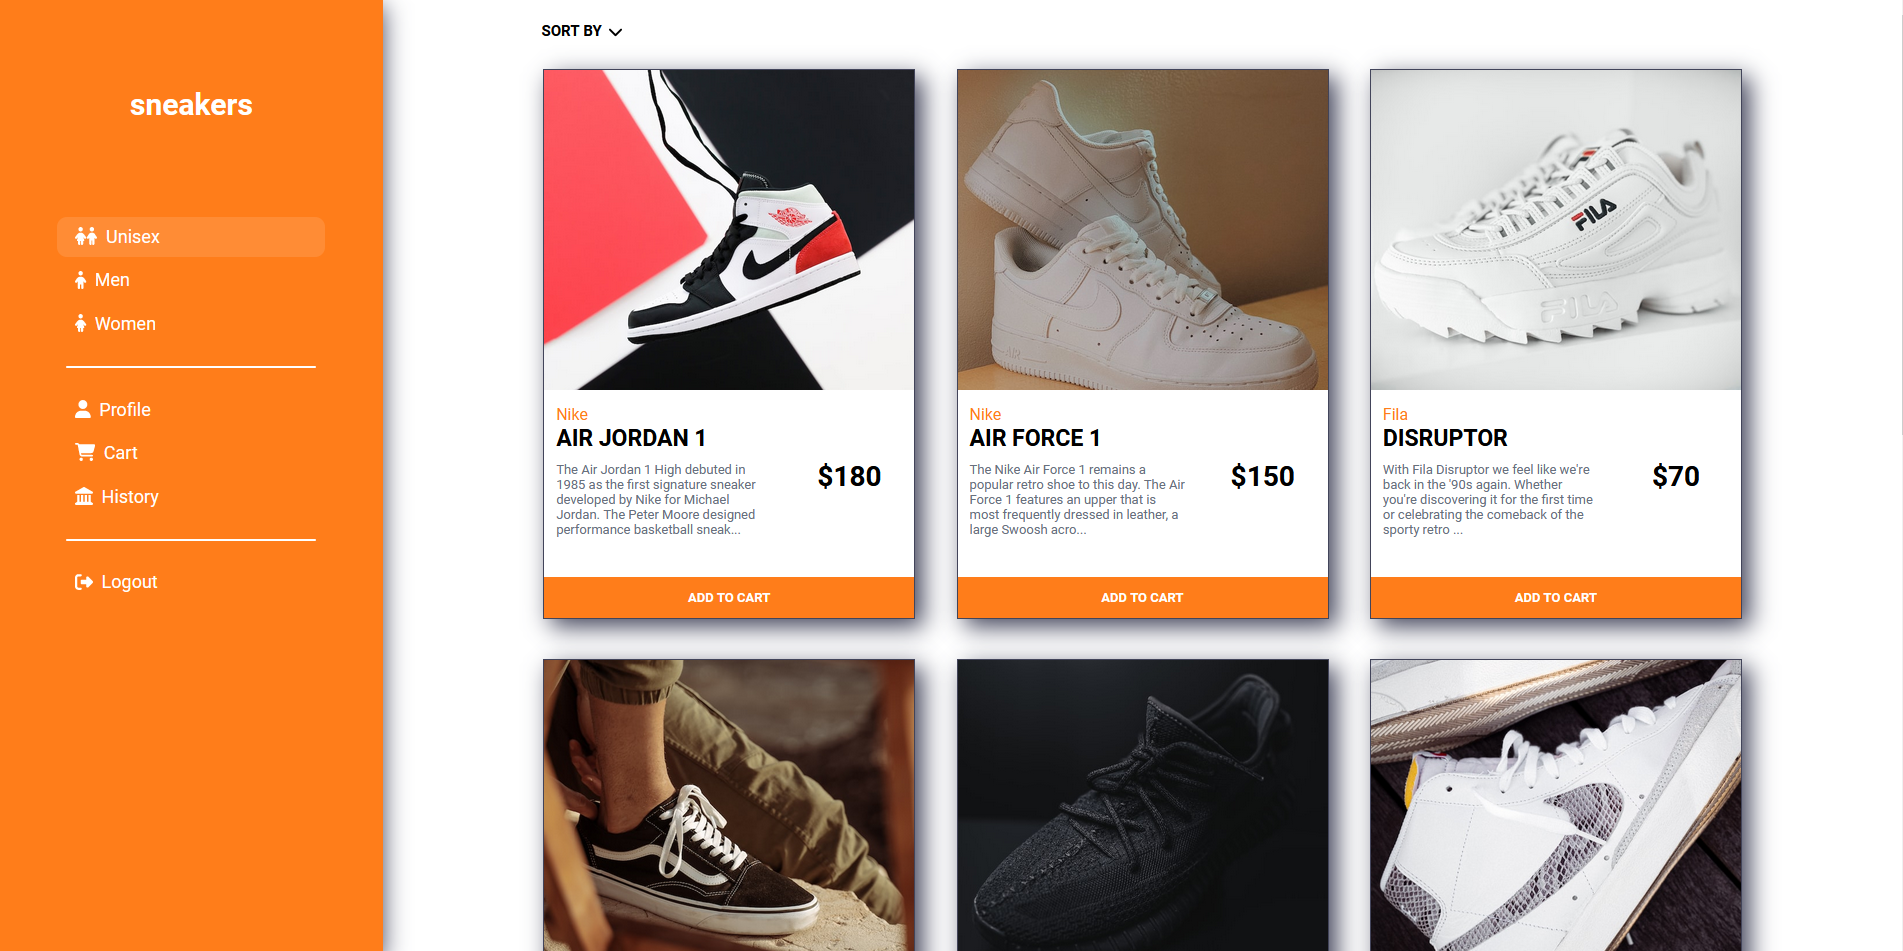 sneakers
Unisex
Men
Women
Profile
Cart
History
Logout
SORT BY
FILA
FILA
AIR
Nike
AIR JORDAN 1
The Air Jordan 1 High debuted in
1985 as the first signature sneaker
developed by Nike for Michael
Jordan. The Peter Moore designed
performance basketball sneak...
$180
ADD TO CART
Nike
AIR FORCE 1
The Nike Air Force 1 remains a
popular retro shoe to this day. The Air
Force 1 features an upper that is
most frequently dressed in leather, a
large Swoosh acro...
$150
ADD TO CART
Fila
DISRUPTOR
With Fila Disruptor we feel like we're
back in the '90s again. Whether
you're discovering it for the first time
or celebrating the comeback of the
sporty retro ...
$70
ADD TO CART